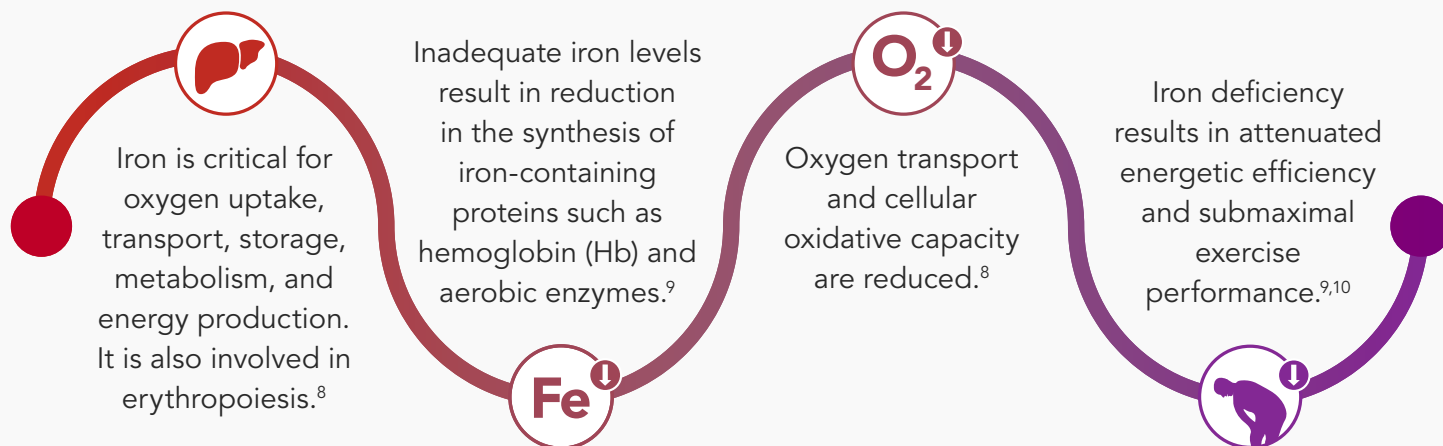 Iron is critical for
oxygen uptake,
transport, storage,
metabolism, and
energy production.
It is also involved in
erythropoiesis.⁸
Inadequate iron levels
result in reduction
in the synthesis of
iron-containing
proteins such as
hemoglobin (Hb) and
aerobic enzymes.⁹
Fe
O₂
Oxygen transport
and cellular
oxidative capacity
are reduced.⁸
Iron deficiency
results in attenuated
energetic efficiency
and submaximal
exercise
performance.⁹,¹⁰